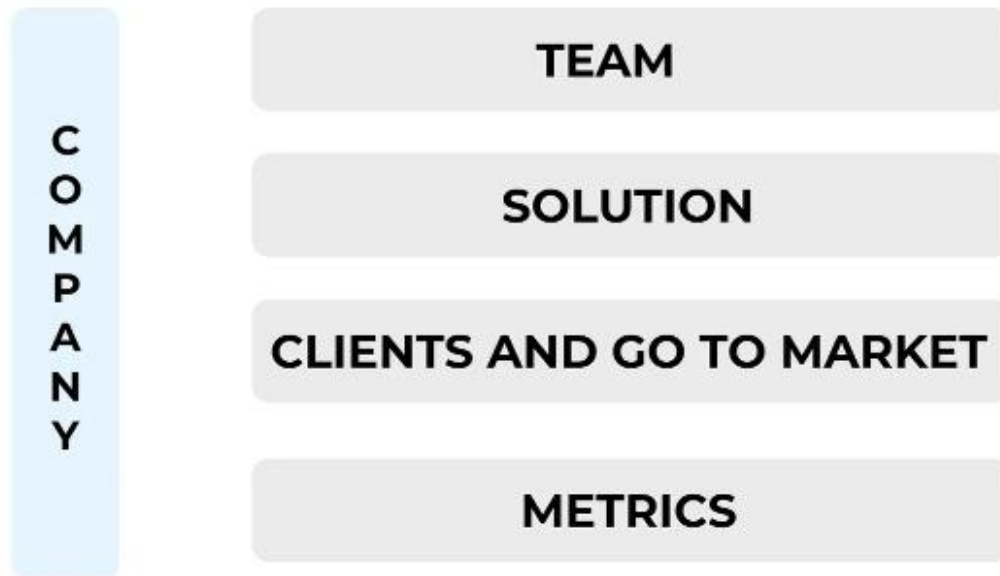 COMPANY
TEAM
SOLUTION
CLIENTS AND GO TO MARKET
METRICS